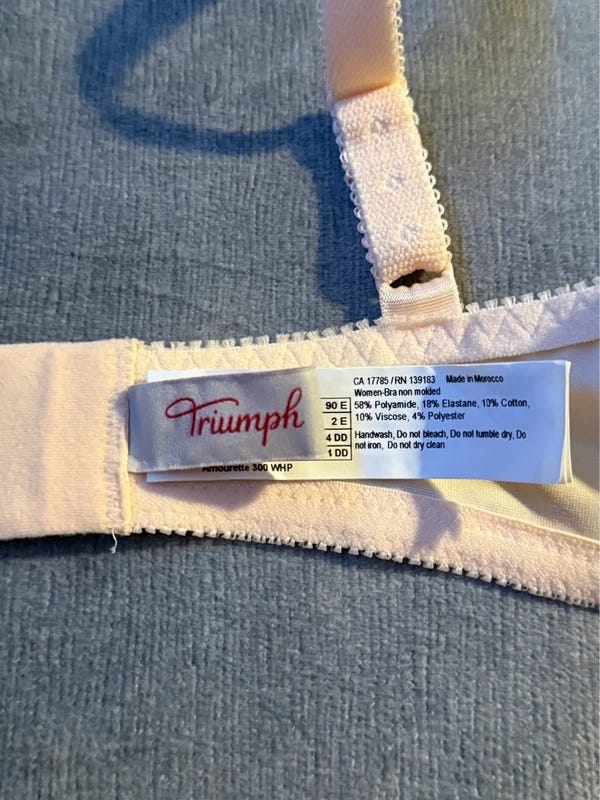 Triumph
90 E
2 E
4 DD
DD
CA 17785 / RN 139183 Made in Morocco
Women-Bra non molded
58% Polyamide, 18% Elastane, 10% Cotton,
10% Viscose, 4% Polyester
Handwash, Do not bleach, Do not tumble dry, Do
not iron, Do not dry clean
Amourette 300 WHP